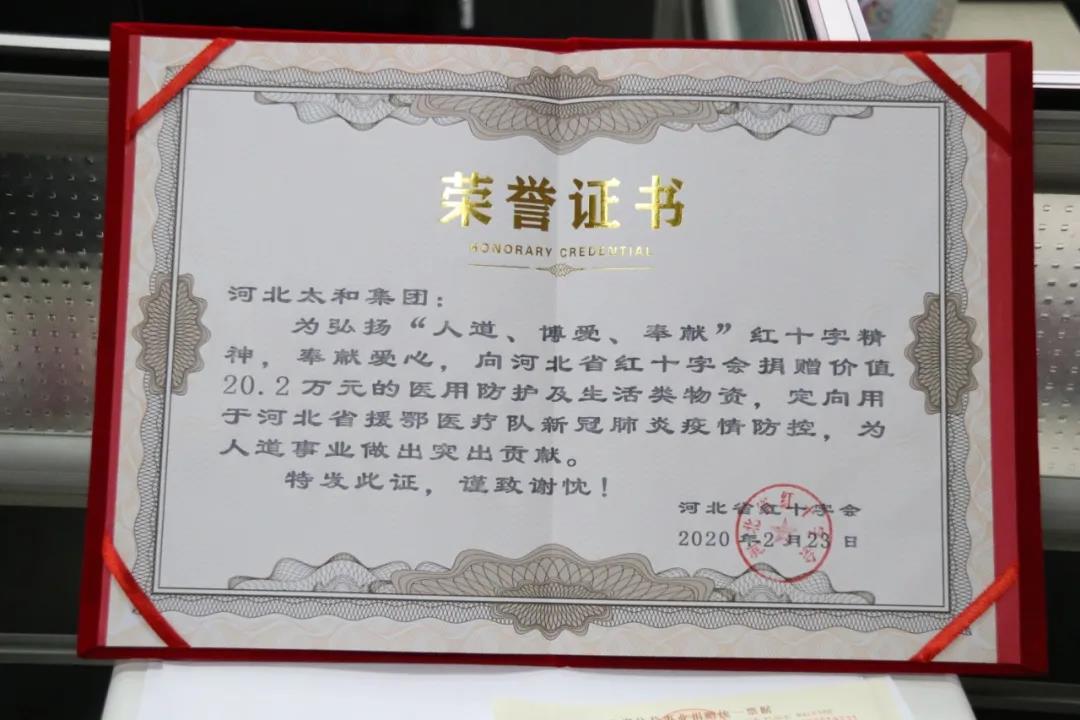 荣誉证书
HONORARY CREDENTIAL
河北太和集团：
为弘扬“人道、博爱、奉献”红十字精
神，奉献爱心，向河北省红十字会捐赠价值
20.2万元的医用防护及生活类物资，定向用
于河北省援鄂医疗队新冠肺炎疫情防控，为
人道事业做出突出贡献。
特发此证，谨致谢忱！
河北省红十字会
2020年2月23日